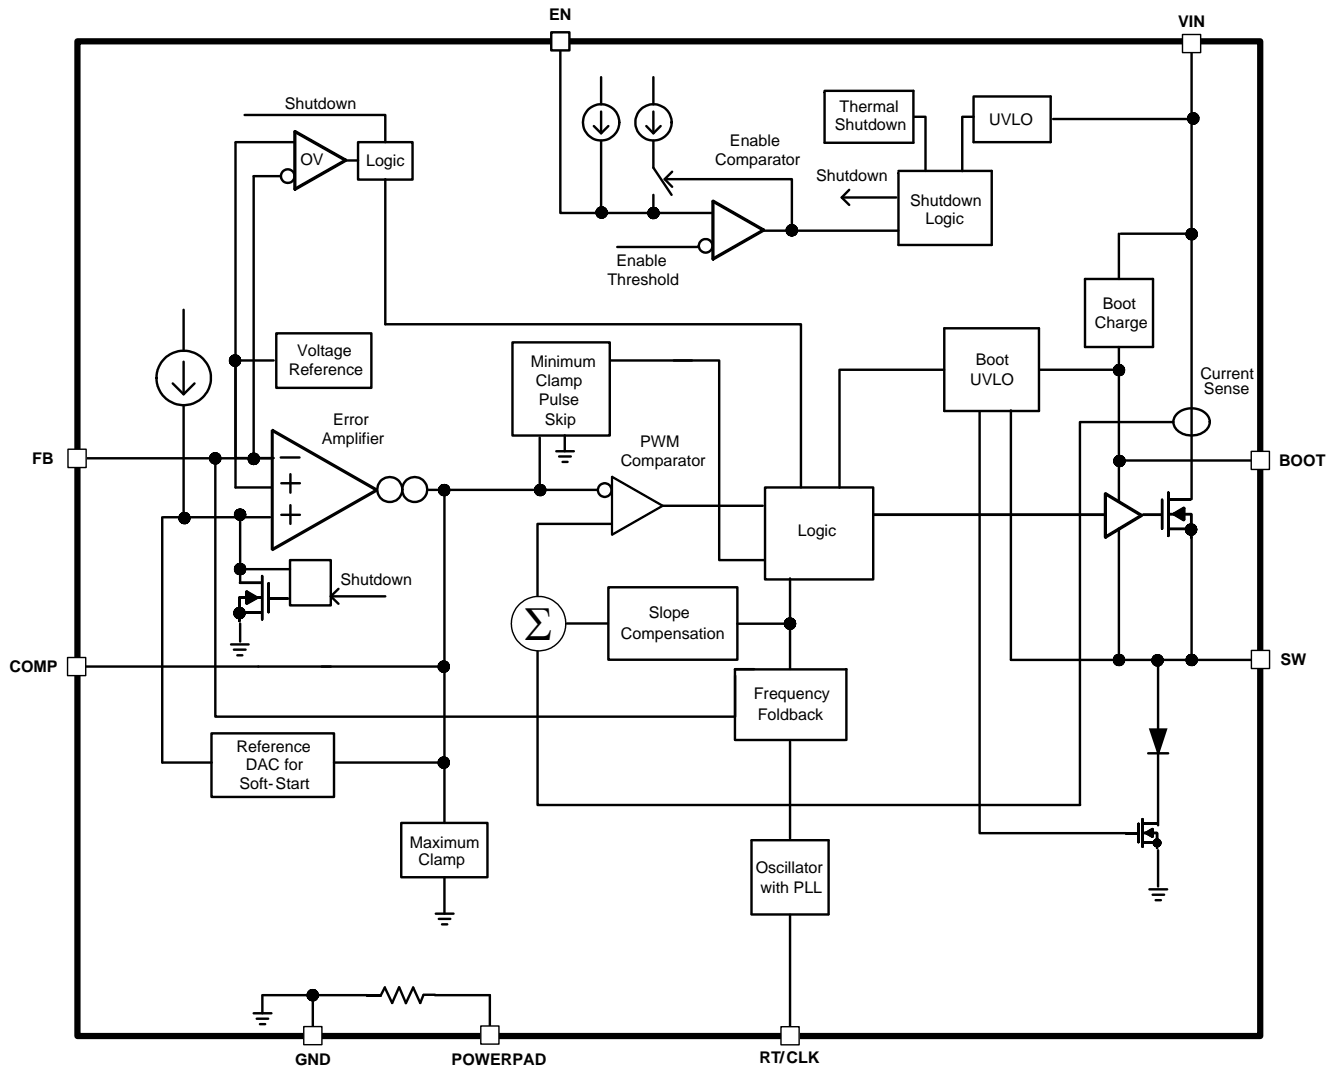 EN
VIN
Shutdown
OV
Logic
Enable
Comparator
Enable
Threshold
Thermal
Shutdown
UVLO
Shutdown
Shutdown
Logic
Boot
Charge
Voltage
Reference
Error
Amplifier
Minimum
Clamp
Pulse
Skip
PWM
Comparator
Boot
UVLO
Current
Sense
FB
−
+
+
BOOT
Logic
Shutdown
Σ
Slope
Compensation
COMP
SW
Frequency
Foldback
Reference
DAC for
Soft-Start
Maximum
Clamp
Oscillator
with PLL
GND
POWERPAD
RT/CLK